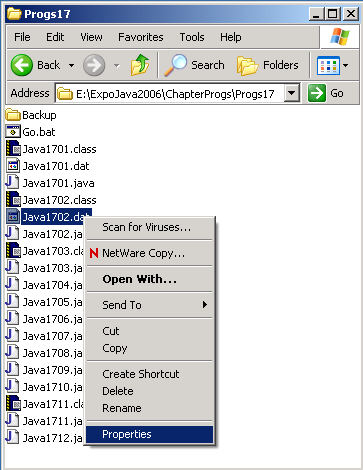 Progs17
File Edit View Favorites Tools Help
Back Search Folders
Address E:\ExpoJava2006\ChapterProgs\Progs17 Go
Backup
Go.bat
Java1701.class
Java1701.dat
Java1701.java
Java1702.class
Java1702.dat
Scan for Viruses...
Java1702.ja
NetWare Copy...
Java1703.cla
Java1703.ja
Open With...
Java1704.ja
Java1705.ja
Send To
Java1706.ja
Cut
Java1707.ja
Copy
Java1708.ja
Java1709.ja
Create Shortcut
Java1710.ja
Delete
Java1711.cla
Rename
Java1711.ja
Java1712.ja
Properties